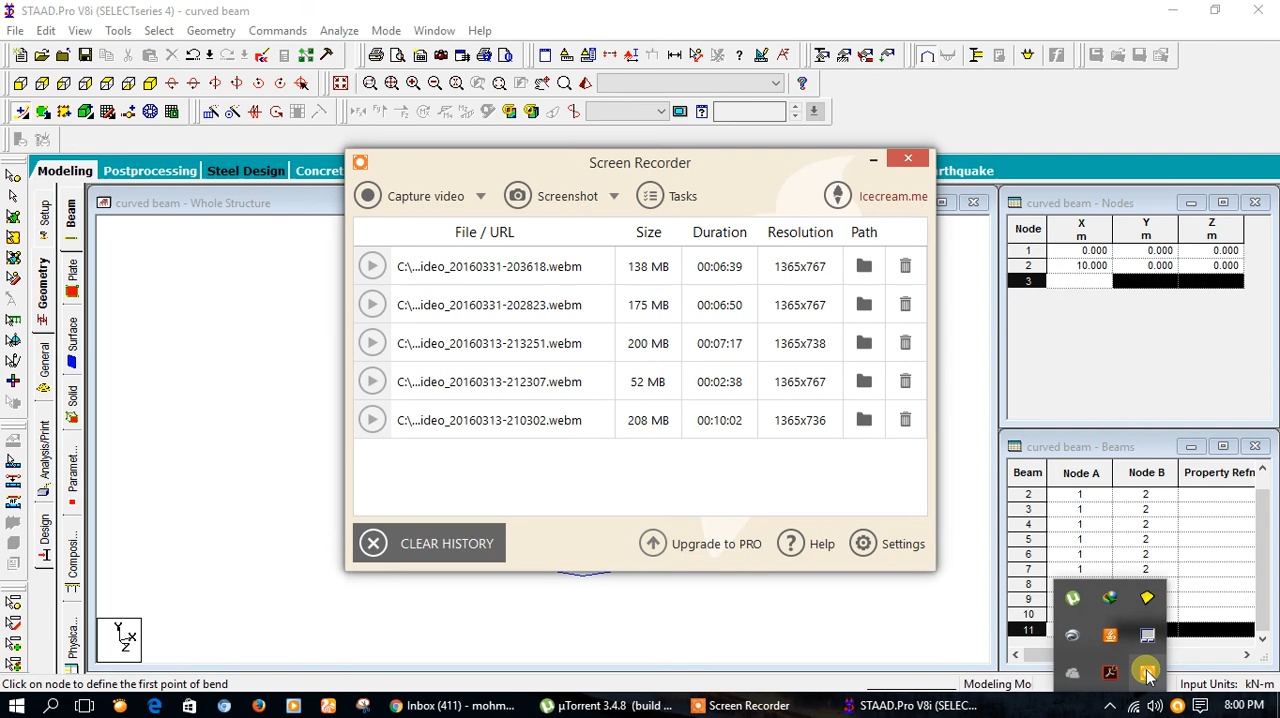 STAAD.Pro V8i (SELECTseries 4) - curved beam
File Edit View Tools Select Geometry Commands Analyze Mode Window Help
Modeling Postprocessing Steel Design Concret
arthquake
curved beam - Whole Structure
Setup
Geometry
General
Analysis/Print
Design
Beam
Plate
Surface
Solid
Paramet...
Composi...
Physica...
Y
X
Z
Screen Recorder
Capture video Screenshot Tasks Icecream.me
File / URL Size Duration Resolution Path
C:\...ideo_20160331-203618.webm 138 MB 00:06:39 1365x767
C:\...ideo_20160331-202823.webm 175 MB 00:06:50 1365x767
C:\...ideo_20160313-213251.webm 200 MB 00:07:17 1365x738
C:\...ideo_20160313-212307.webm 52 MB 00:02:38 1365x767
C:\...ideo_20160313-210302.webm 208 MB 00:10:02 1365x736
CLEAR HISTORY Upgrade to PRO Help Settings
curved beam - Nodes
Node X m Y m Z m
1 0.000 0.000 0.000
2 10.000 0.000 0.000
3
curved beam - Beams
Beam Node A Node B Property Refn
2 1 2
3 1 2
4 1 2
5 1 2
6 1 2
7 1 2
8
9
10
11
Click on node to define the first point of bend Modeling Mo Input Units: kN-m
Inbox (411) - mohm... µTorrent 3.4.8 (build ... Screen Recorder STAAD.Pro V8i (SELEC... 8:00 PM